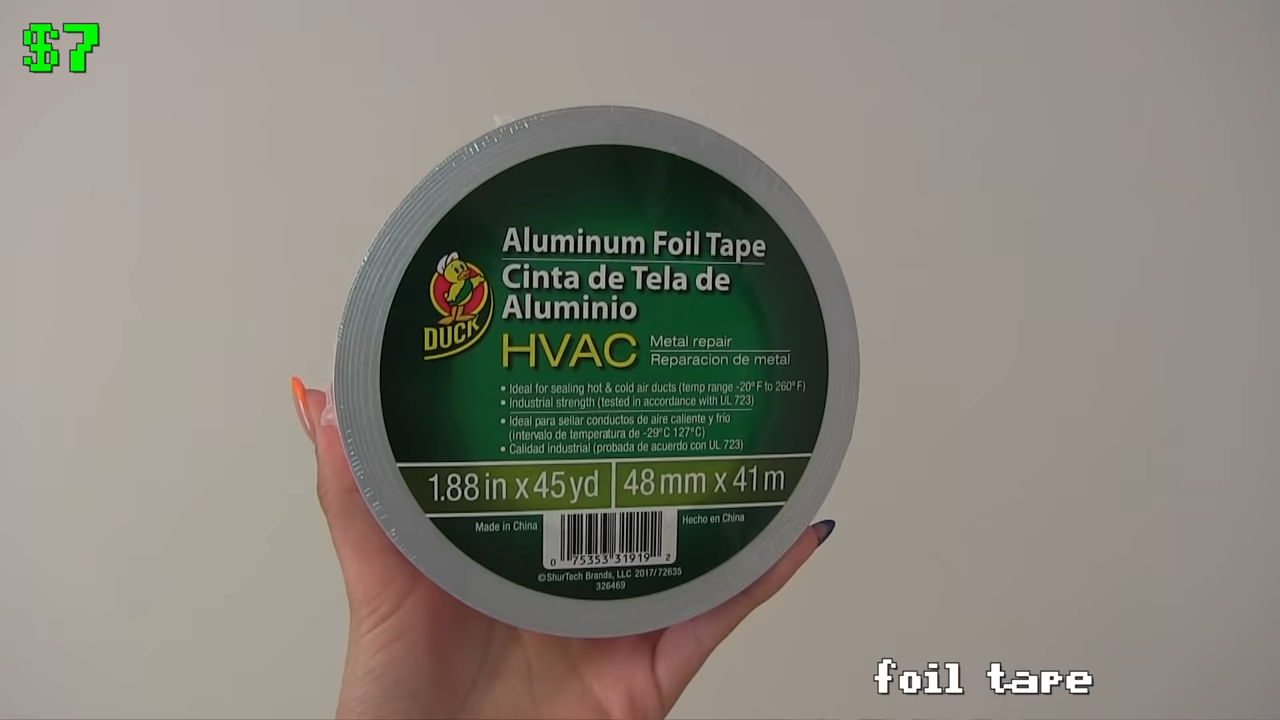 $7
Aluminum Foil Tape
Cinta de Tela de
Aluminio
DUCK
HVAC
Metal repair
Reparacion de metal
• Ideal for sealing hot & cold air ducts (temp range -20°F to 260°F)
• Industrial strength (tested in accordance with UL 723)
• Ideal para sellar conductos de aire caliente y frío
(intervalo de temperatura de -29°C 127°C)
• Calidad industrial (probada de acuerdo con UL 723)
1.88 in x 45 yd
48 mm x 41 m
Made in China
Hecho en China
0 75353 31919 2
©ShurTech Brands, LLC 2017/72635
326469
foil tape